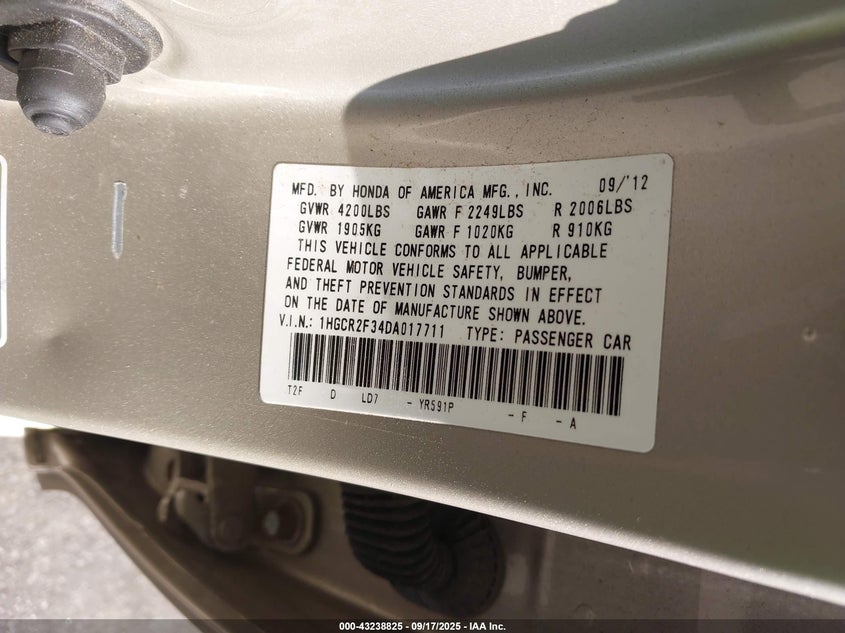 MFD. BY HONDA OF AMERICA MFG., INC. 09/'12
GVWR 4200LBS GAWR F 2249LBS R 2006LBS
GVWR 1905KG GAWR F 1020KG R 910KG
THIS VEHICLE CONFORMS TO ALL APPLICABLE
FEDERAL MOTOR VEHICLE SAFETY, BUMPER,
AND THEFT PREVENTION STANDARDS IN EFFECT
ON THE DATE OF MANUFACTURE SHOWN ABOVE.
V.I.N.: 1HGCR2F34DA017711 TYPE: PASSENGER CAR
T2F D LD7 - YR591P - F - A
000-43238825 - 09/17/2025 - IAA Inc.